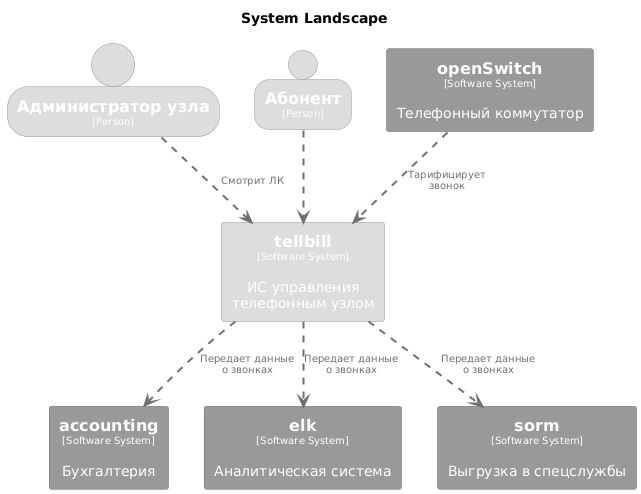 System Landscape
Администратор узла
[Person]
Абонент
[Person]
openSwitch
[Software System]
Телефонный коммутатор
Смотрит ЛК
Тарифицирует
звонок
tellbill
[Software System]
ИС управления
телефонным узлом
Передает данные
о звонках
Передает данные
о звонках
Передает данные
о звонках
accounting
[Software System]
Бухгалтерия
elk
[Software System]
Аналитическая система
sorm
[Software System]
Выгрузка в спецслужбы